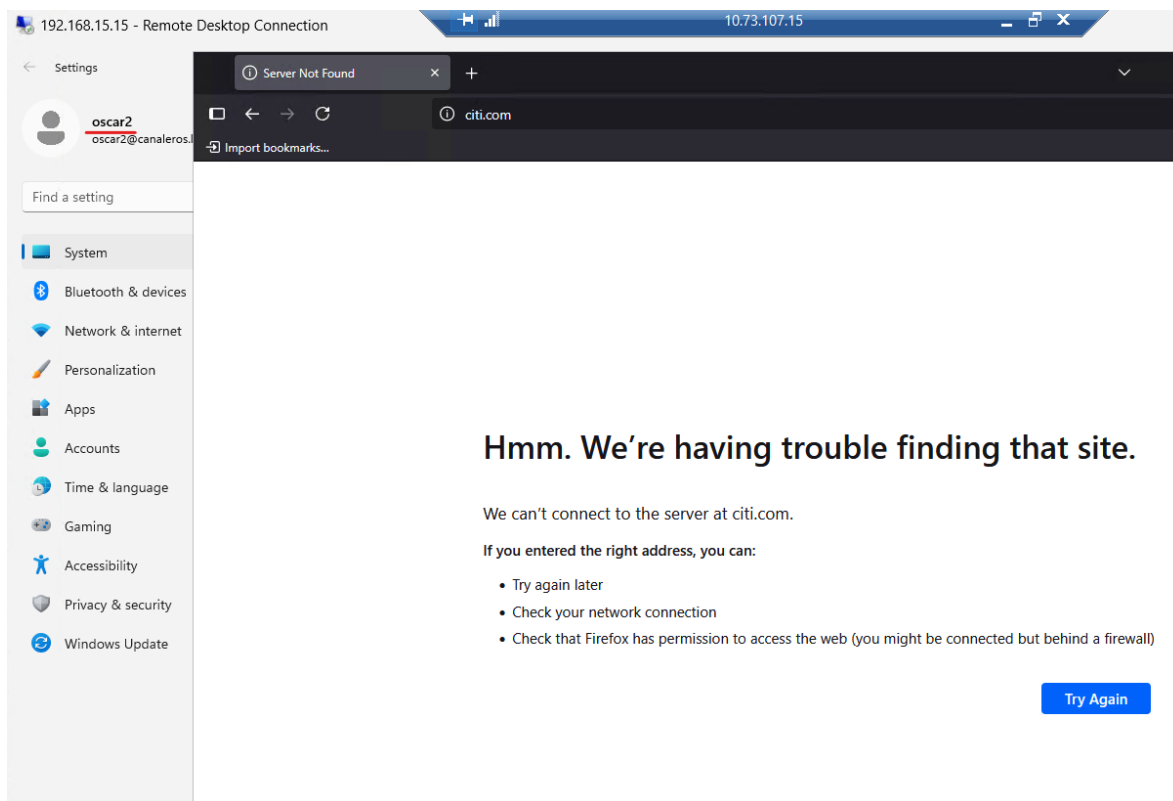 192.168.15.15 - Remote Desktop Connection
10.73.107.15
Settings
oscar2
oscar2@canaleros.l
Find a setting
System
Bluetooth & devices
Network & internet
Personalization
Apps
Accounts
Time & language
Gaming
Accessibility
Privacy & security
Windows Update
Server Not Found
citi.com
Import bookmarks...
Hmm. We’re having trouble finding that site.
We can’t connect to the server at citi.com.
If you entered the right address, you can:
• Try again later
• Check your network connection
• Check that Firefox has permission to access the web (you might be connected but behind a firewall)
Try Again